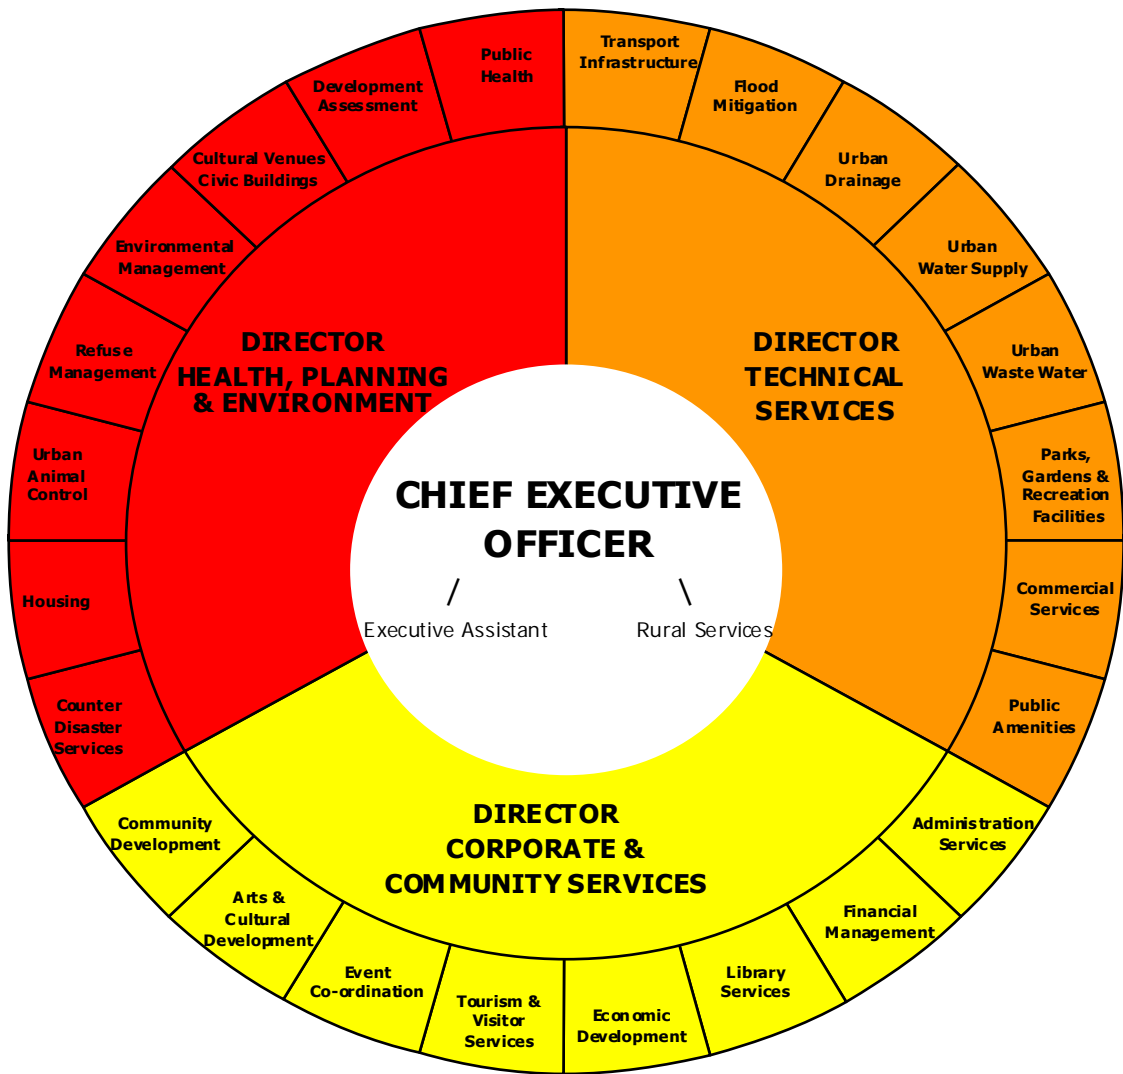 Public
Health
Transport
Infrastructure
Development
Assessment
Flood
Mitigation
Cultural Venues
Civic Buildings
Urban
Drainage
Environmental
Management
Urban
Water Supply
Refuse
Management
Urban
Waste Water
Urban
Animal
Control
Parks,
Gardens &
Recreation
Facilities
Housing
Commercial
Services
Counter
Disaster
Services
Public
Amenities
DIRECTOR
HEALTH, PLANNING
& ENVIRONMENT
DIRECTOR
TECHNICAL
SERVICES
CHIEF EXECUTIVE
OFFICER
Executive Assistant
Rural Services
DIRECTOR
CORPORATE &
COMMUNITY SERVICES
Community
Development
Administration
Services
Arts &
Cultural
Development
Financial
Management
Event
Co-ordination
Library
Services
Tourism &
Visitor
Services
Economic
Development